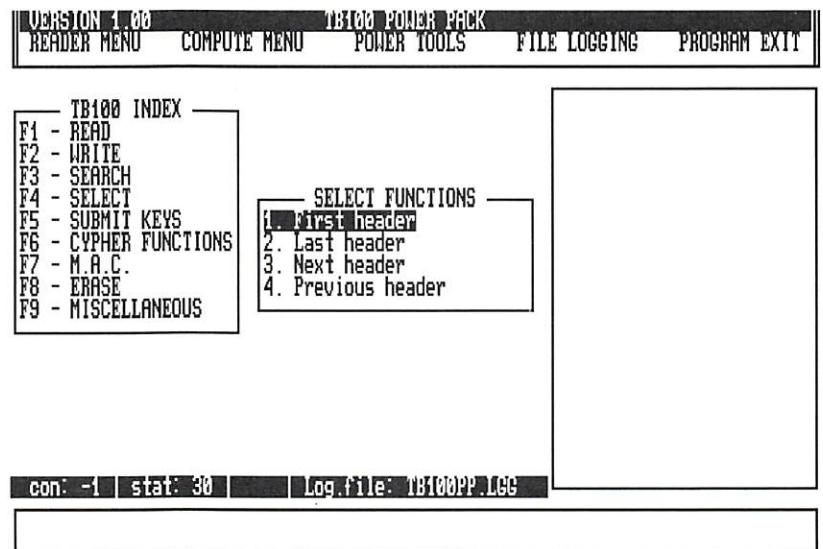 VERSION 1.00 TB100 POWER PACK
READER MENU COMPUTE MENU POWER TOOLS FILE LOGGING PROGRAM EXIT
TB100 INDEX
F1 - READ
F2 - WRITE
F3 - SEARCH
F4 - SELECT
F5 - SUBMIT KEYS
F6 - CYPHER FUNCTIONS
F7 - M.A.C.
F8 - ERASE
F9 - MISCELLANEOUS
SELECT FUNCTIONS
1. First header
2. Last header
3. Next header
4. Previous header
con: -1 stat: 30 Log.file: TB100PP.LGG